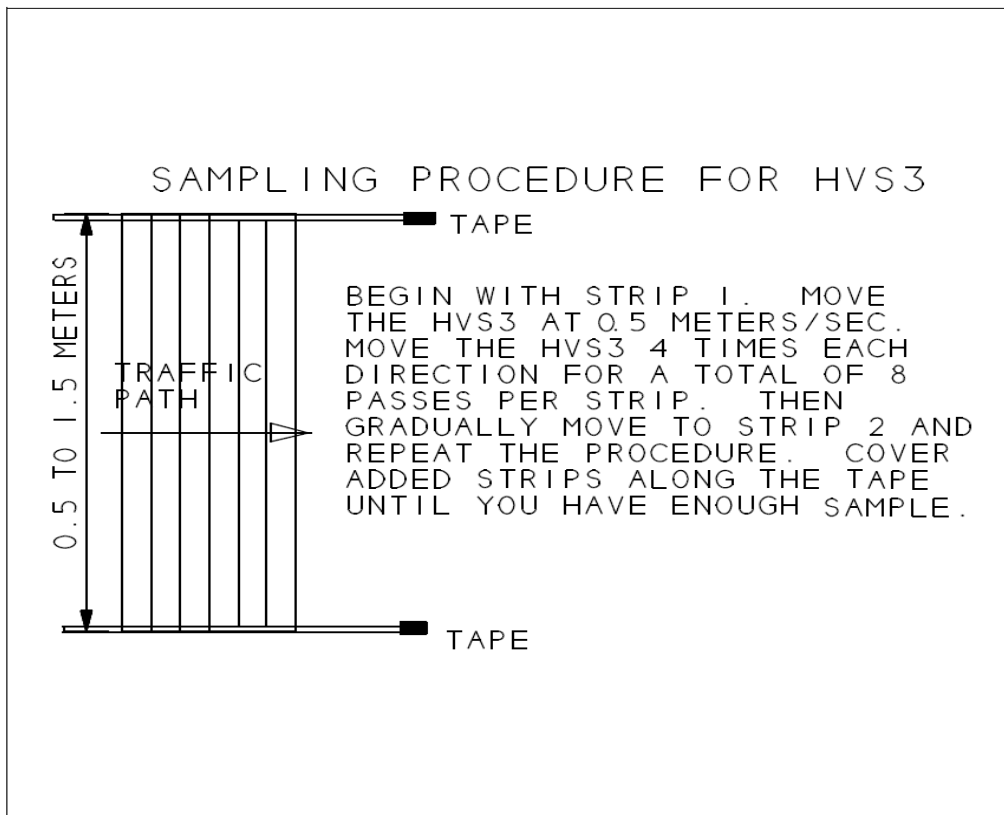 SAMPLING PROCEDURE FOR HVS3
TAPE
0.5 TO 1.5 METERS
TRAFFIC
PATH
BEGIN WITH STRIP 1. MOVE
THE HVS3 AT 0.5 METERS/SEC.
MOVE THE HVS3 4 TIMES EACH
DIRECTION FOR A TOTAL OF 8
PASSES PER STRIP. THEN
GRADUALLY MOVE TO STRIP 2 AND
REPEAT THE PROCEDURE. COVER
ADDED STRIPS ALONG THE TAPE
UNTIL YOU HAVE ENOUGH SAMPLE.
TAPE